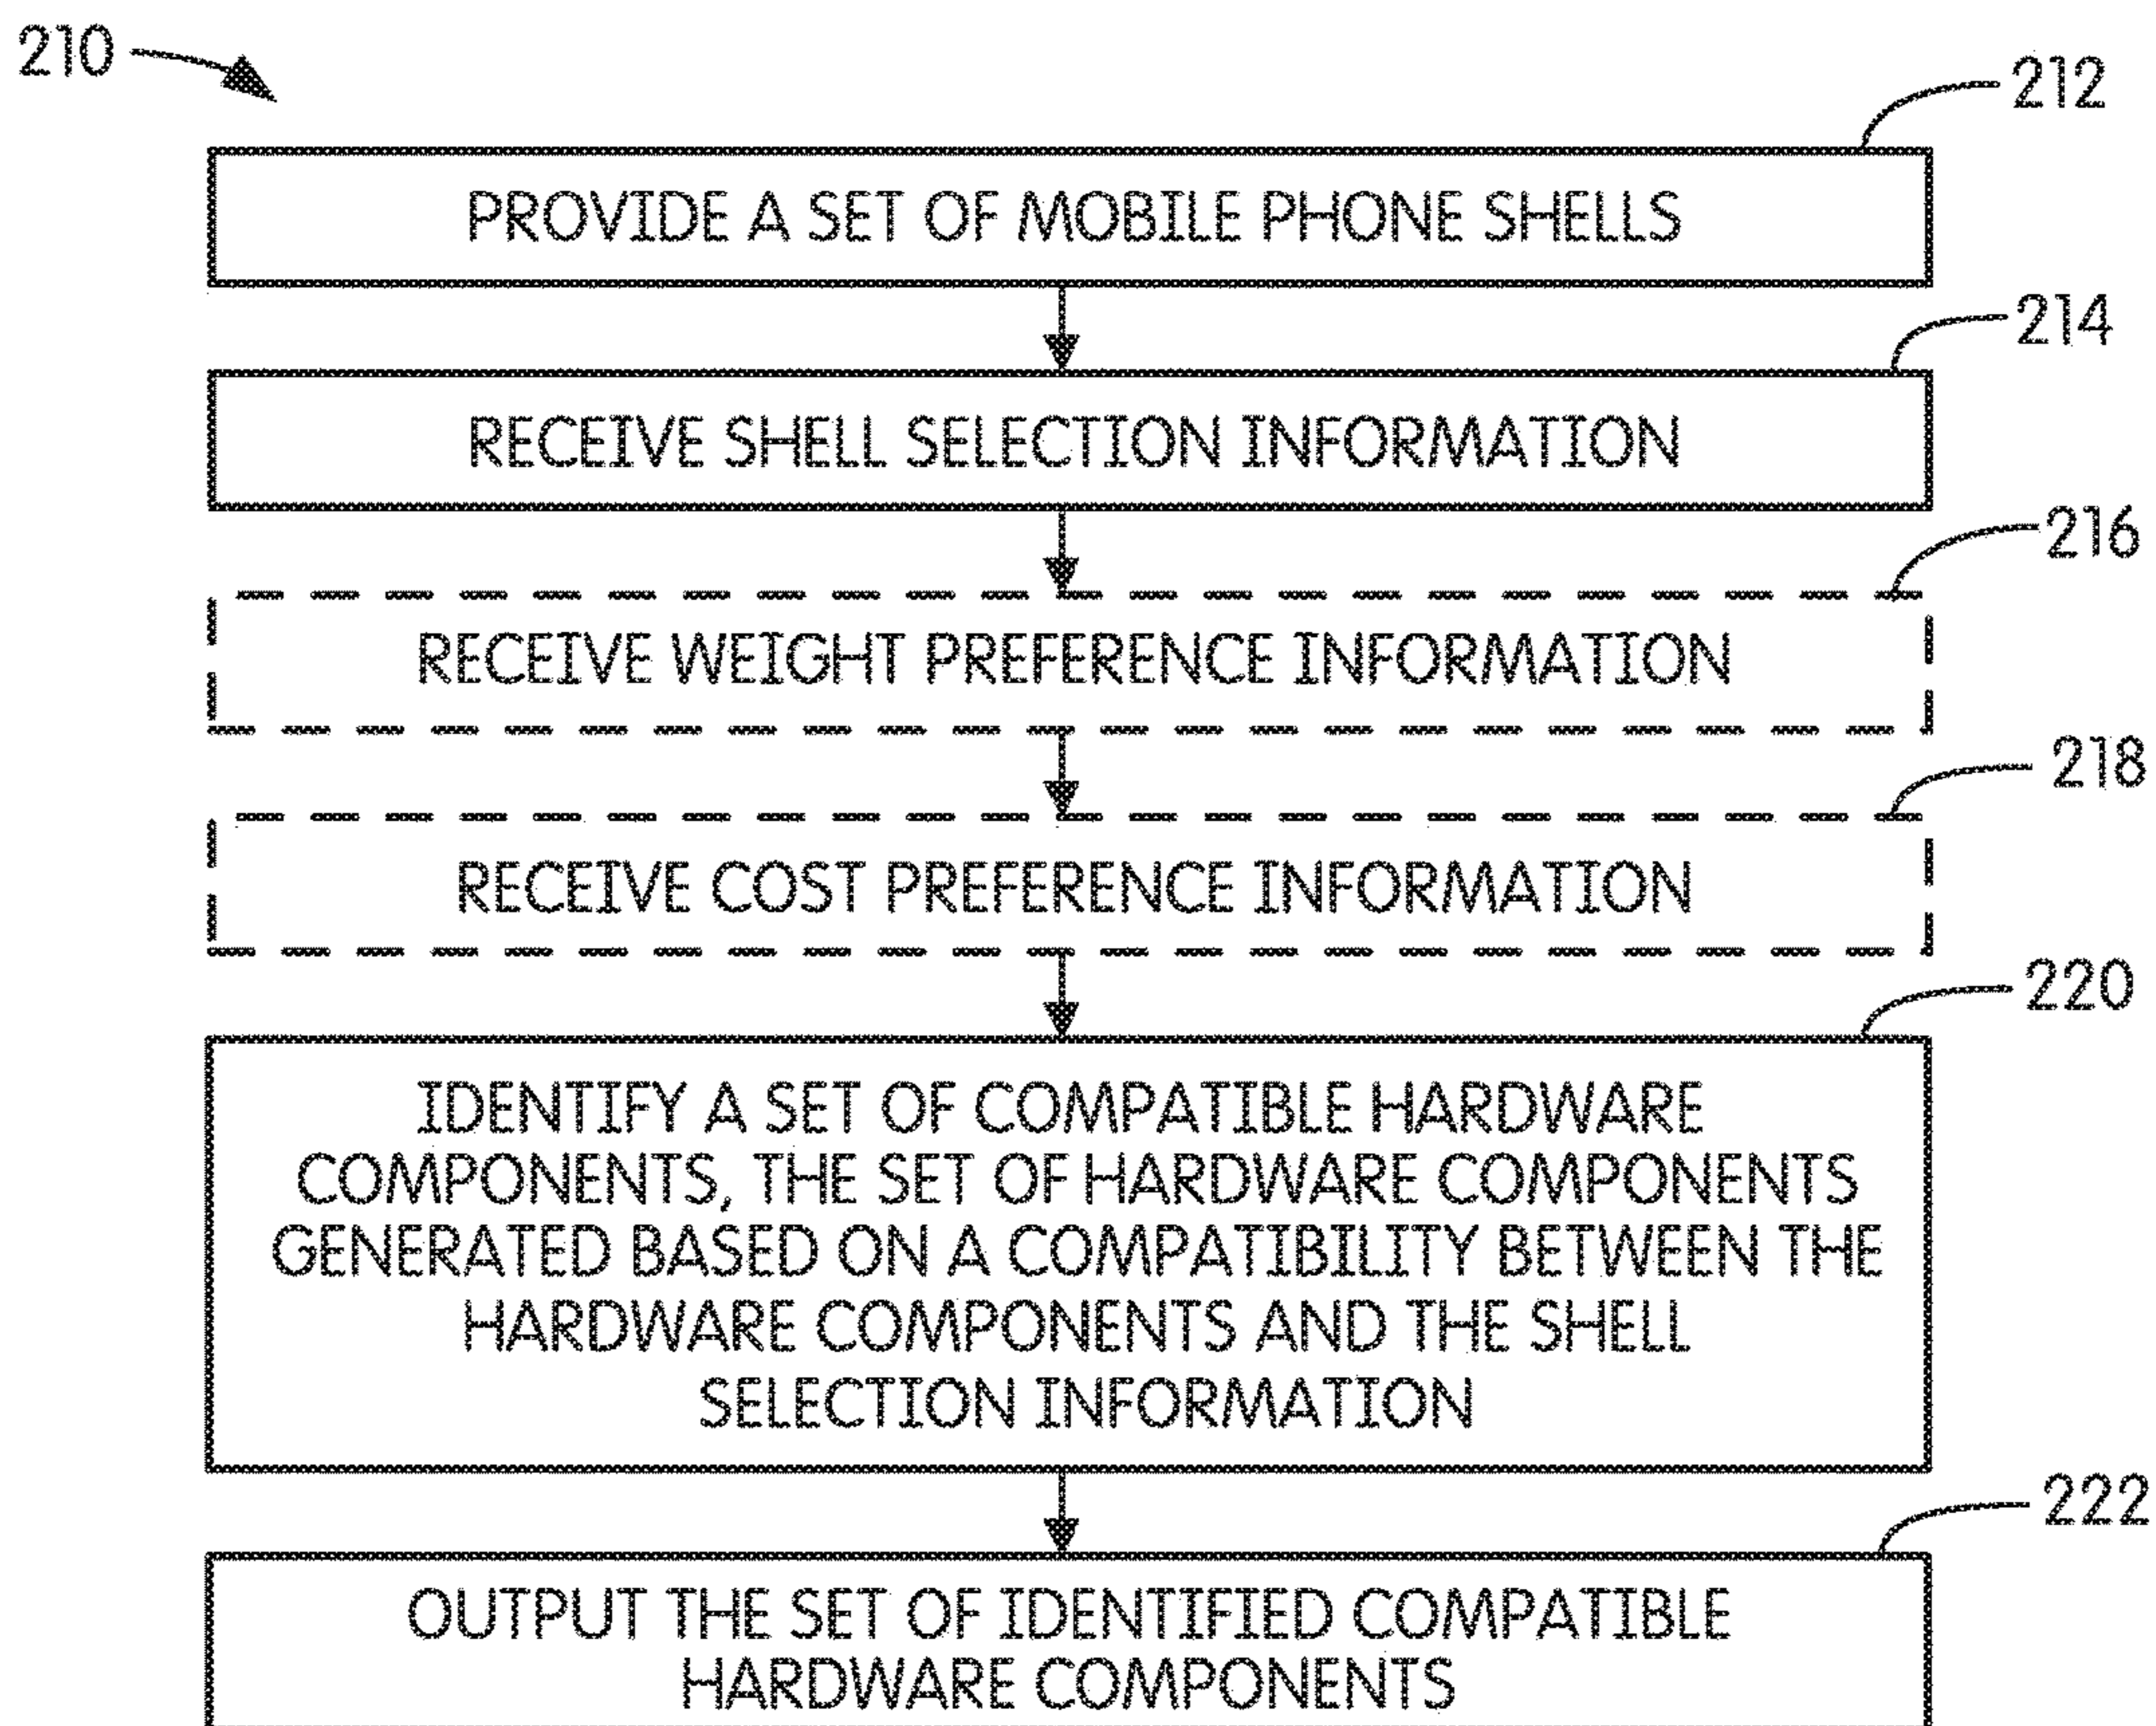 210
212
PROVIDE A SET OF MOBILE PHONE SHELLS
214
RECEIVE SHELL SELECTION INFORMATION
216
RECEIVE WEIGHT PREFERENCE INFORMATION
218
RECEIVE COST PREFERENCE INFORMATION
220
IDENTIFY A SET OF COMPATIBLE HARDWARE
COMPONENTS, THE SET OF HARDWARE COMPONENTS
GENERATED BASED ON A COMPATIBILITY BETWEEN THE
HARDWARE COMPONENTS AND THE SHELL
SELECTION INFORMATION
222
OUTPUT THE SET OF IDENTIFIED COMPATIBLE
HARDWARE COMPONENTS